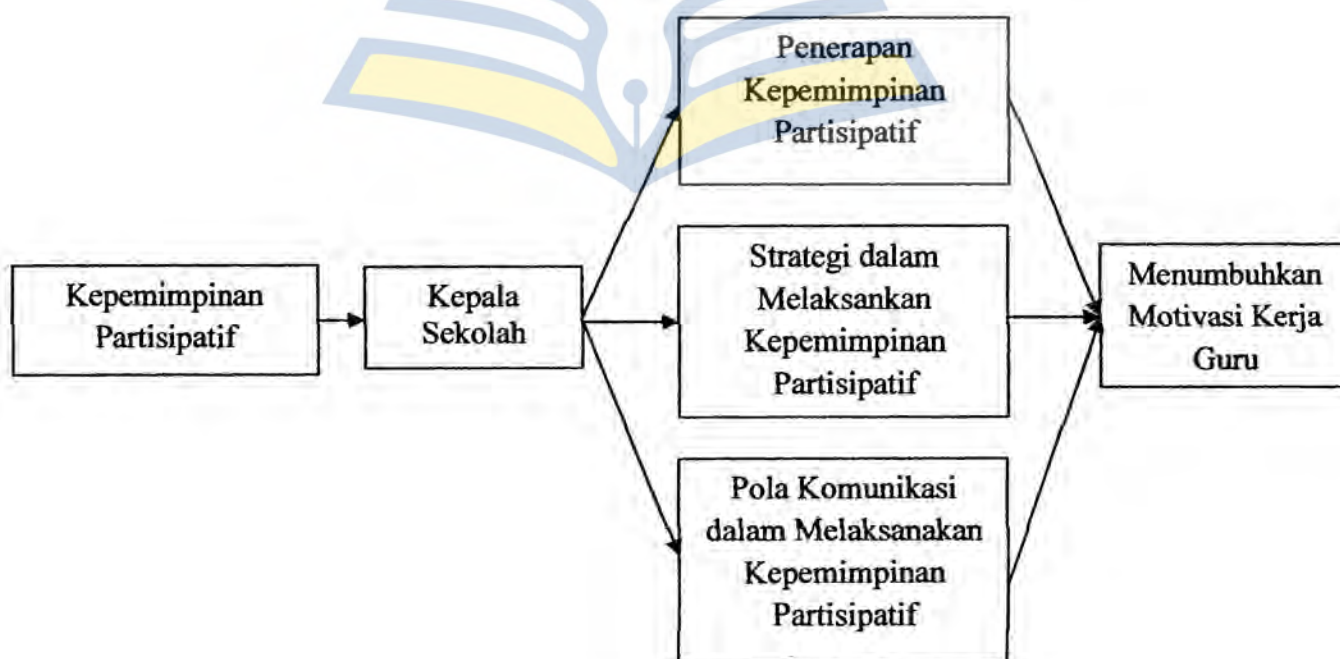 Penerapan
Kepemimpinan
Partisipatif
Kepemimpinan
Partisipatif
Kepala
Sekolah
Strategi dalam
Melaksankan
Kepemimpinan
Partisipatif
Menumbuhkan
Motivasi Kerja
Guru
Pola Komunikasi
dalam Melaksanakan
Kepemimpinan
Partisipatif